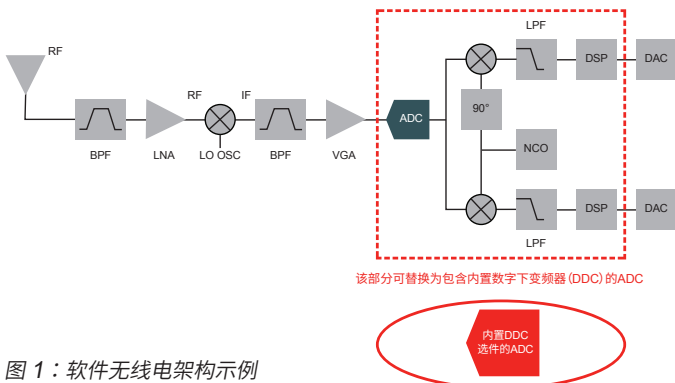 RF
LPF
DSP
DAC
RF
IF
ADC
90°
NCO
BPF
LNA
LO OSC
BPF
VGA
DSP
DAC
LPF
该部分可替换为包含内置数字下变频器(DDC)的ADC
内置DDC
选件的ADC
图 1：软件无线电架构示例